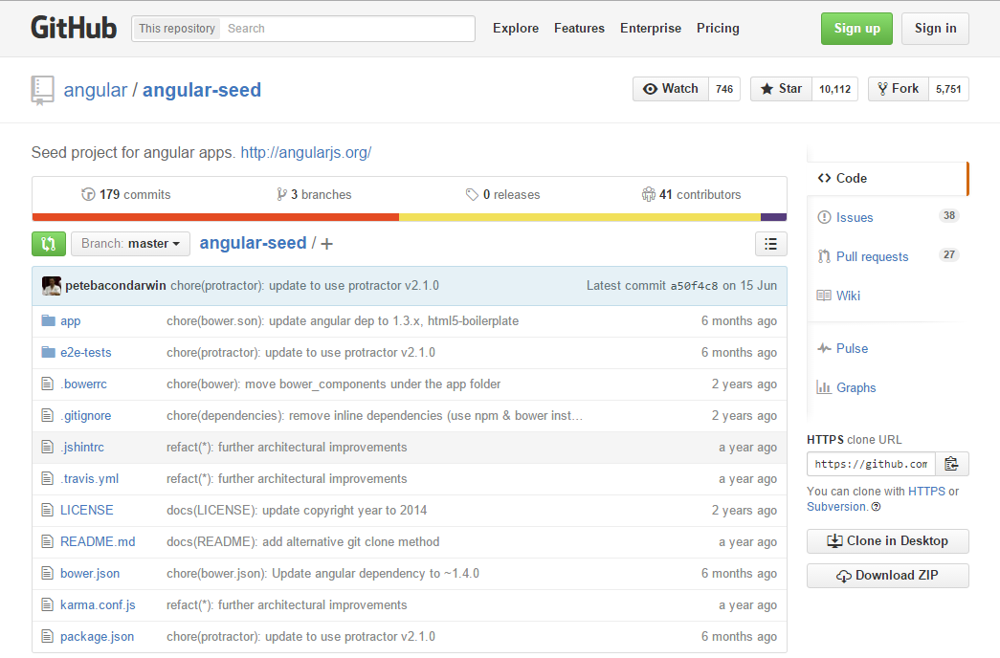 GitHub This repository Search Explore Features Enterprise Pricing Sign up Sign in
angular / angular-seed Watch 746 Star 10,112 Fork 5,751
Seed project for angular apps. http://angularjs.org/
179 commits 3 branches 0 releases 41 contributors
Branch: master angular-seed / +
petebacondarwin chore(protractor): update to use protractor v2.1.0 Latest commit a50f4c8 on 15 Jun
app chore(bower.son): update angular dep to 1.3.x, html5-boilerplate 6 months ago
e2e-tests chore(protractor): update to use protractor v2.1.0 6 months ago
.bowerrc chore(bower): move bower_components under the app folder 2 years ago
.gitignore chore(dependencies): remove inline dependencies (use npm & bower inst… 2 years ago
.jshintrc refact(*): further architectural improvements a year ago
.travis.yml refact(*): further architectural improvements a year ago
LICENSE docs(LICENSE): update copyright year to 2014 2 years ago
README.md docs(README): add alternative git clone method a year ago
bower.json chore(bower.json): Update angular dependency to ~1.4.0 6 months ago
karma.conf.js refact(*): further architectural improvements a year ago
package.json chore(protractor): update to use protractor v2.1.0 6 months ago
Code
Issues 38
Pull requests 27
Wiki
Pulse
Graphs
HTTPS clone URL
https://github.com
You can clone with HTTPS or
Subversion.
Clone in Desktop
Download ZIP